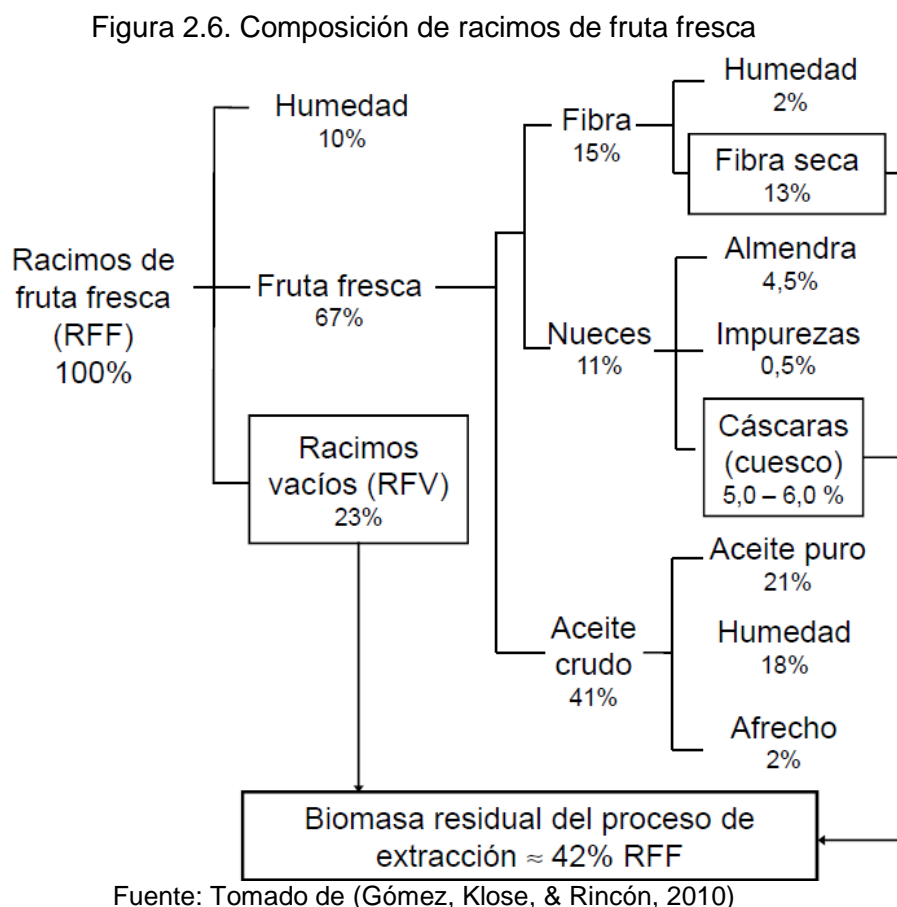 Figura 2.6. Composición de racimos de fruta fresca
Humedad
10%
Racimos de
fruta fresca
(RFF)
100%
Fruta fresca
67%
Racimos
vacíos (RFV)
23%
Fibra
15%
Humedad
2%
Fibra seca
13%
Nueces
11%
Almendra
4,5%
Impurezas
0,5%
Cáscaras
(cuesco)
5,0 – 6,0 %
Aceite
crudo
41%
Aceite puro
21%
Humedad
18%
Afrecho
2%
Biomasa residual del proceso de
extracción ≈ 42% RFF
Fuente: Tomado de (Gómez, Klose, & Rincón, 2010)